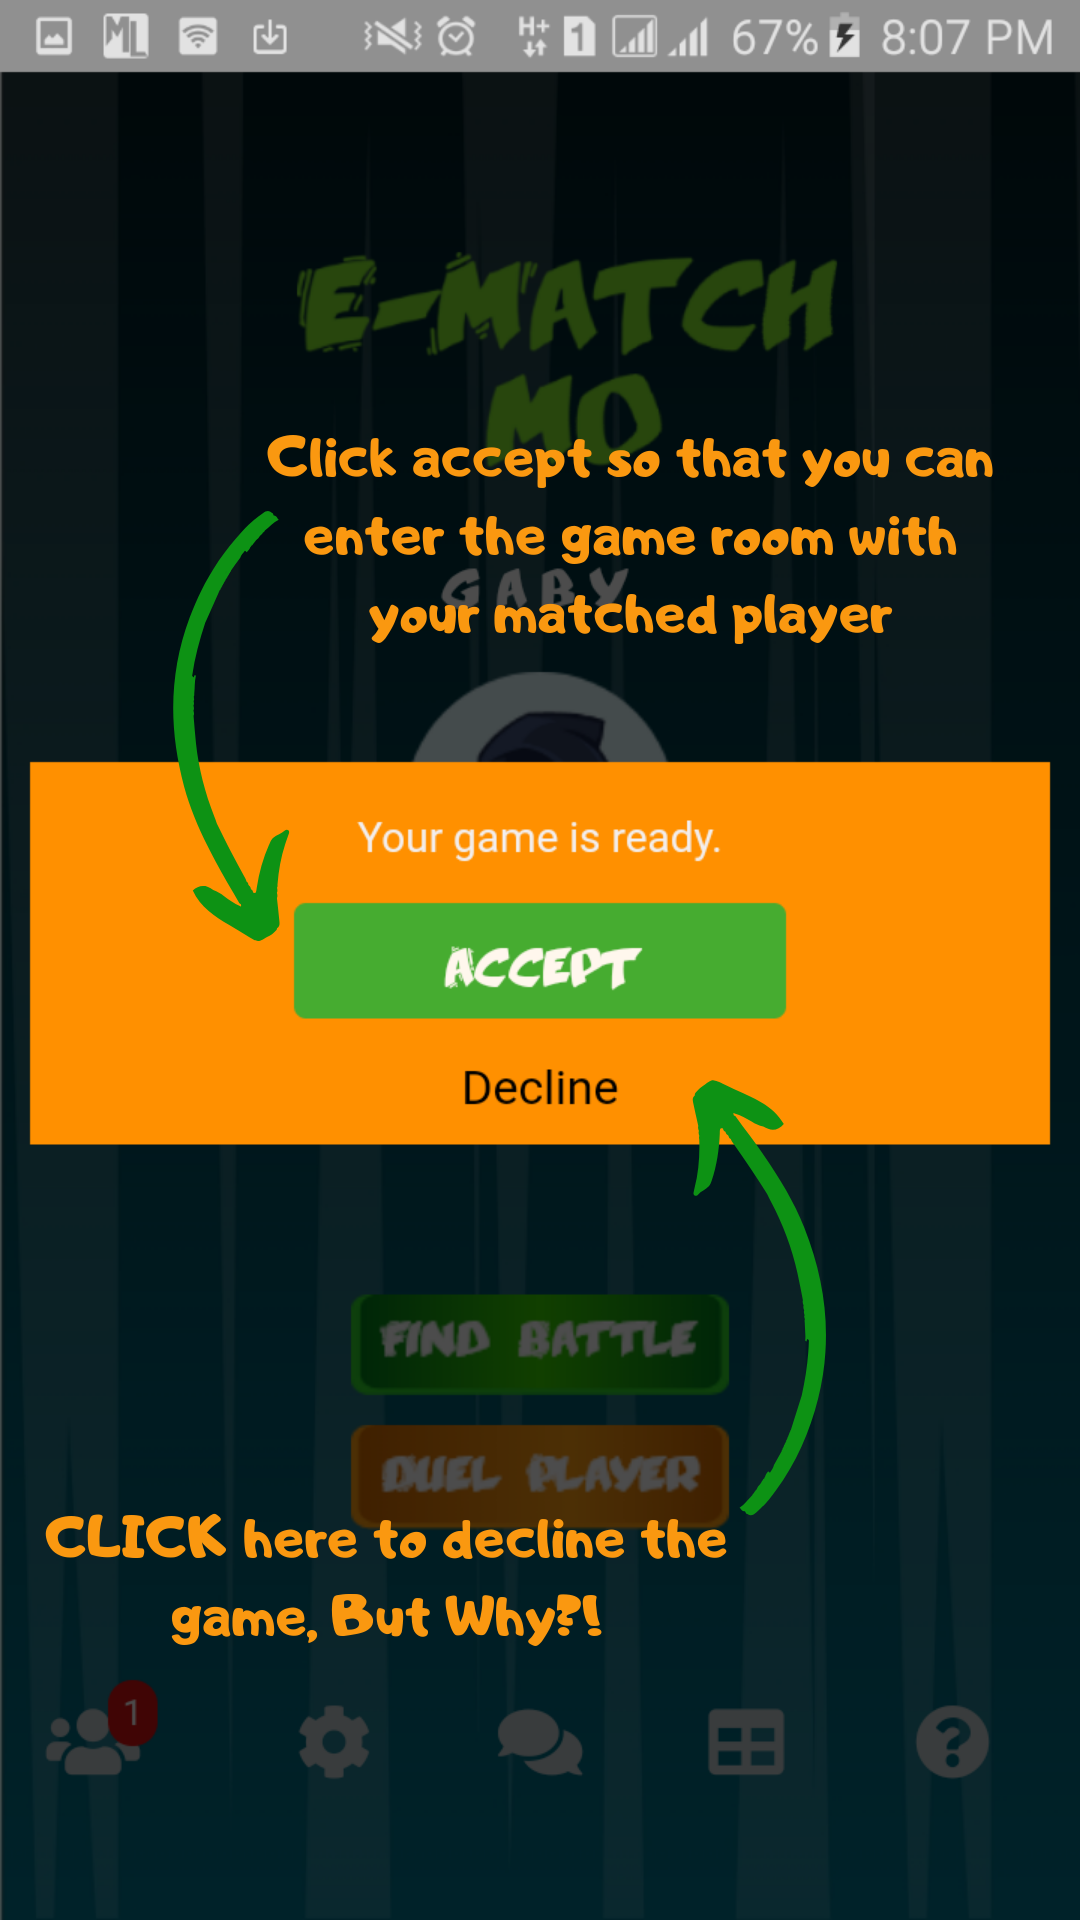 H+ 1 67% 8:07 PM
E-MATCH
MO
Click accept so that you can
enter the game room with
GABY
your matched player
Your game is ready.
ACCEPT
Decline
FIND BATTLE
DUEL PLAYER
CLICK here to decline the
game, But Why?!
1